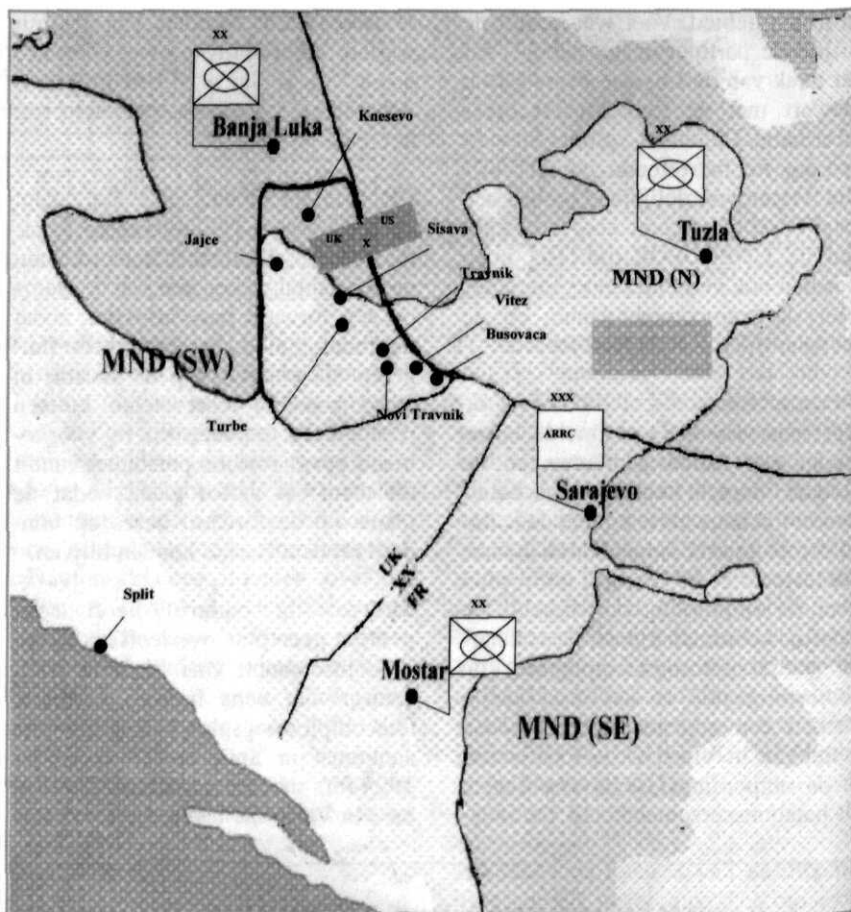 xx
Banja Luka
Knesevo
xx
Tuzla
MND (N)
UK
US
x
x
Sisava
Jajce
Travnik
Vitez
Busovaca
MND (SW)
Turbe
Novi Travnik
xxx
ARRC
Sarajevo
UK
XX
FR
Split
xx
Mostar
MND (SE)